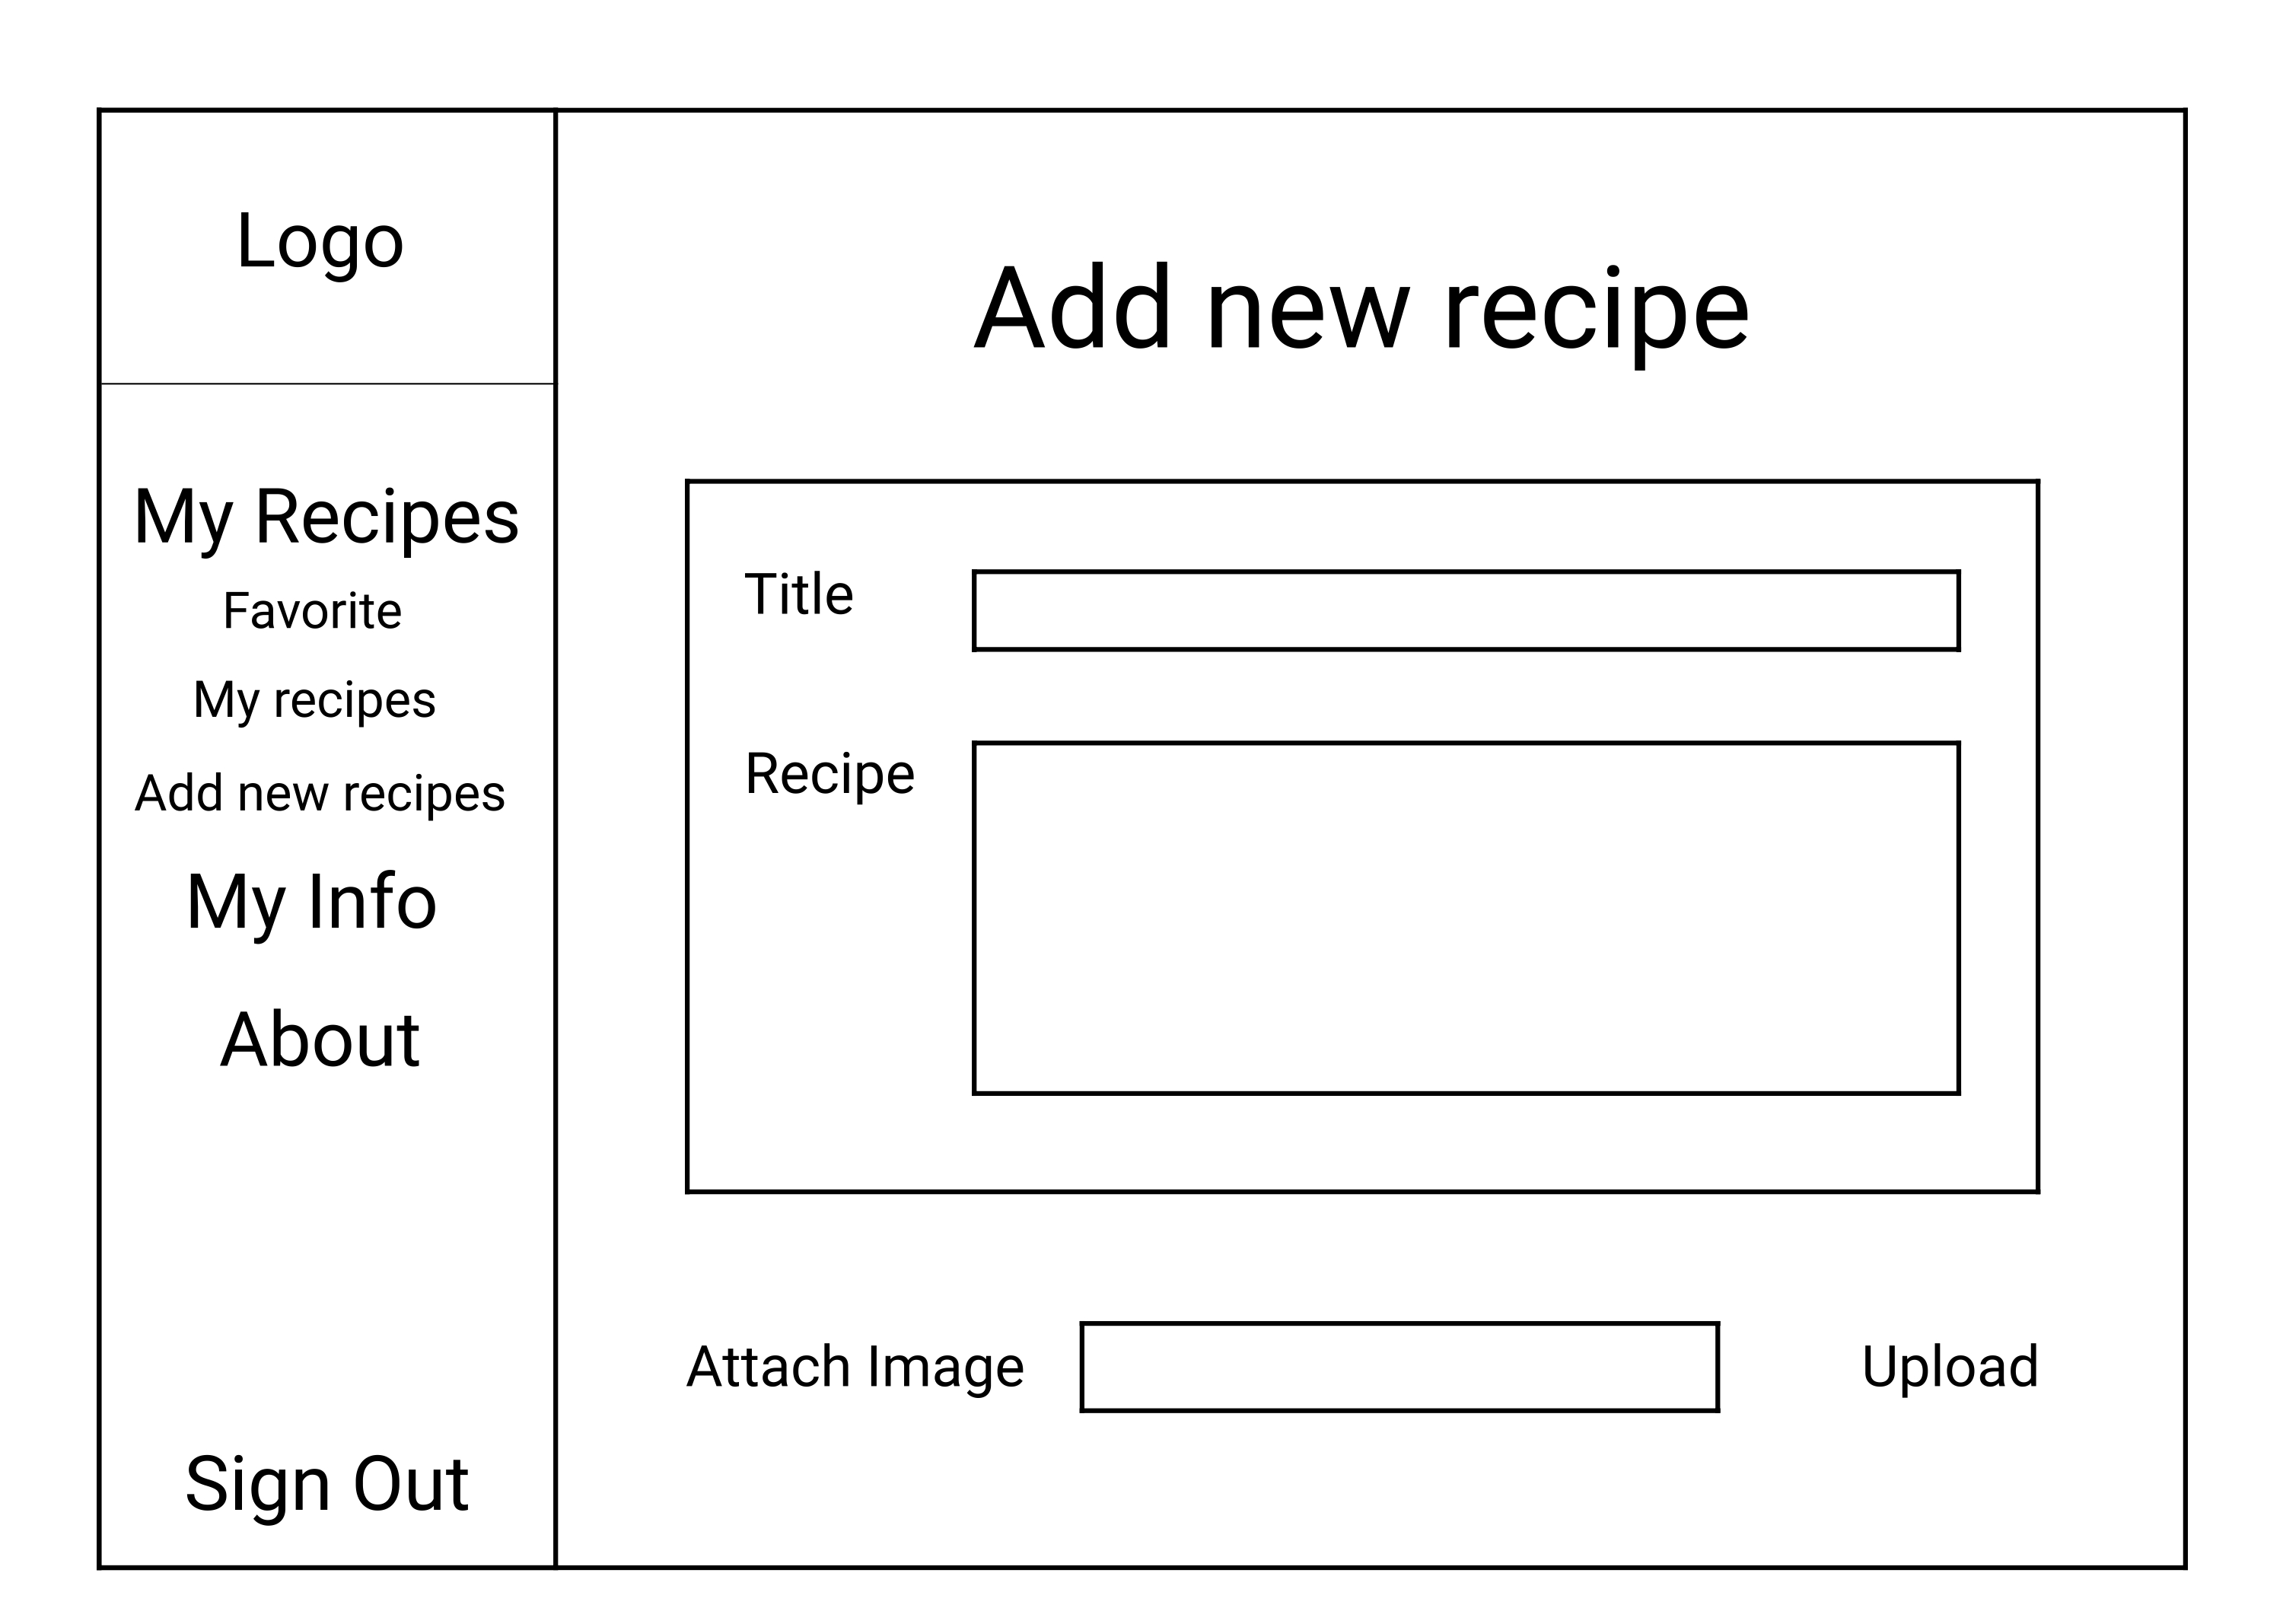 Logo
My Recipes
Favorite
My recipes
Add new recipes
My Info
About
Sign Out
Add new recipe
Title
Recipe
Attach Image
Upload